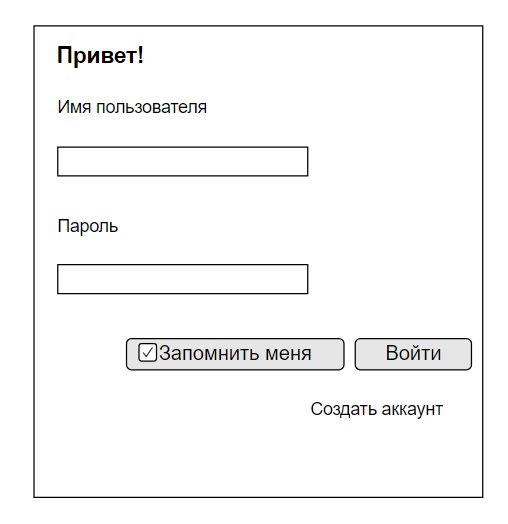 Привет!
Имя пользователя
Пароль
Запомнить меня
Войти
Создать аккаунт